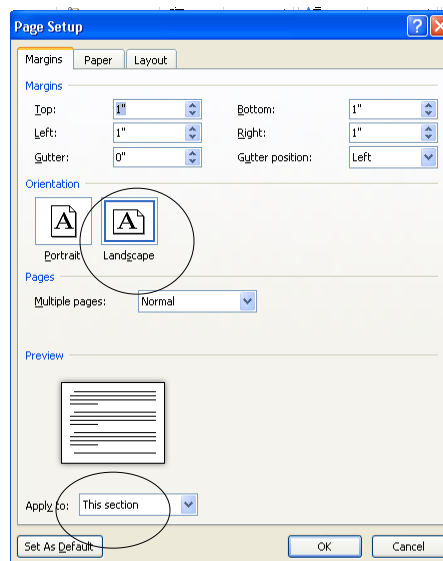 Page Setup
Margins Paper Layout
Margins
Top: 1" Bottom: 1"
Left: 1" Right: 1"
Gutter: 0" Gutter position: Left
Orientation
A A
Portrait Landscape
Pages
Multiple pages: Normal
Preview
Apply to: This section
Set As Default OK Cancel